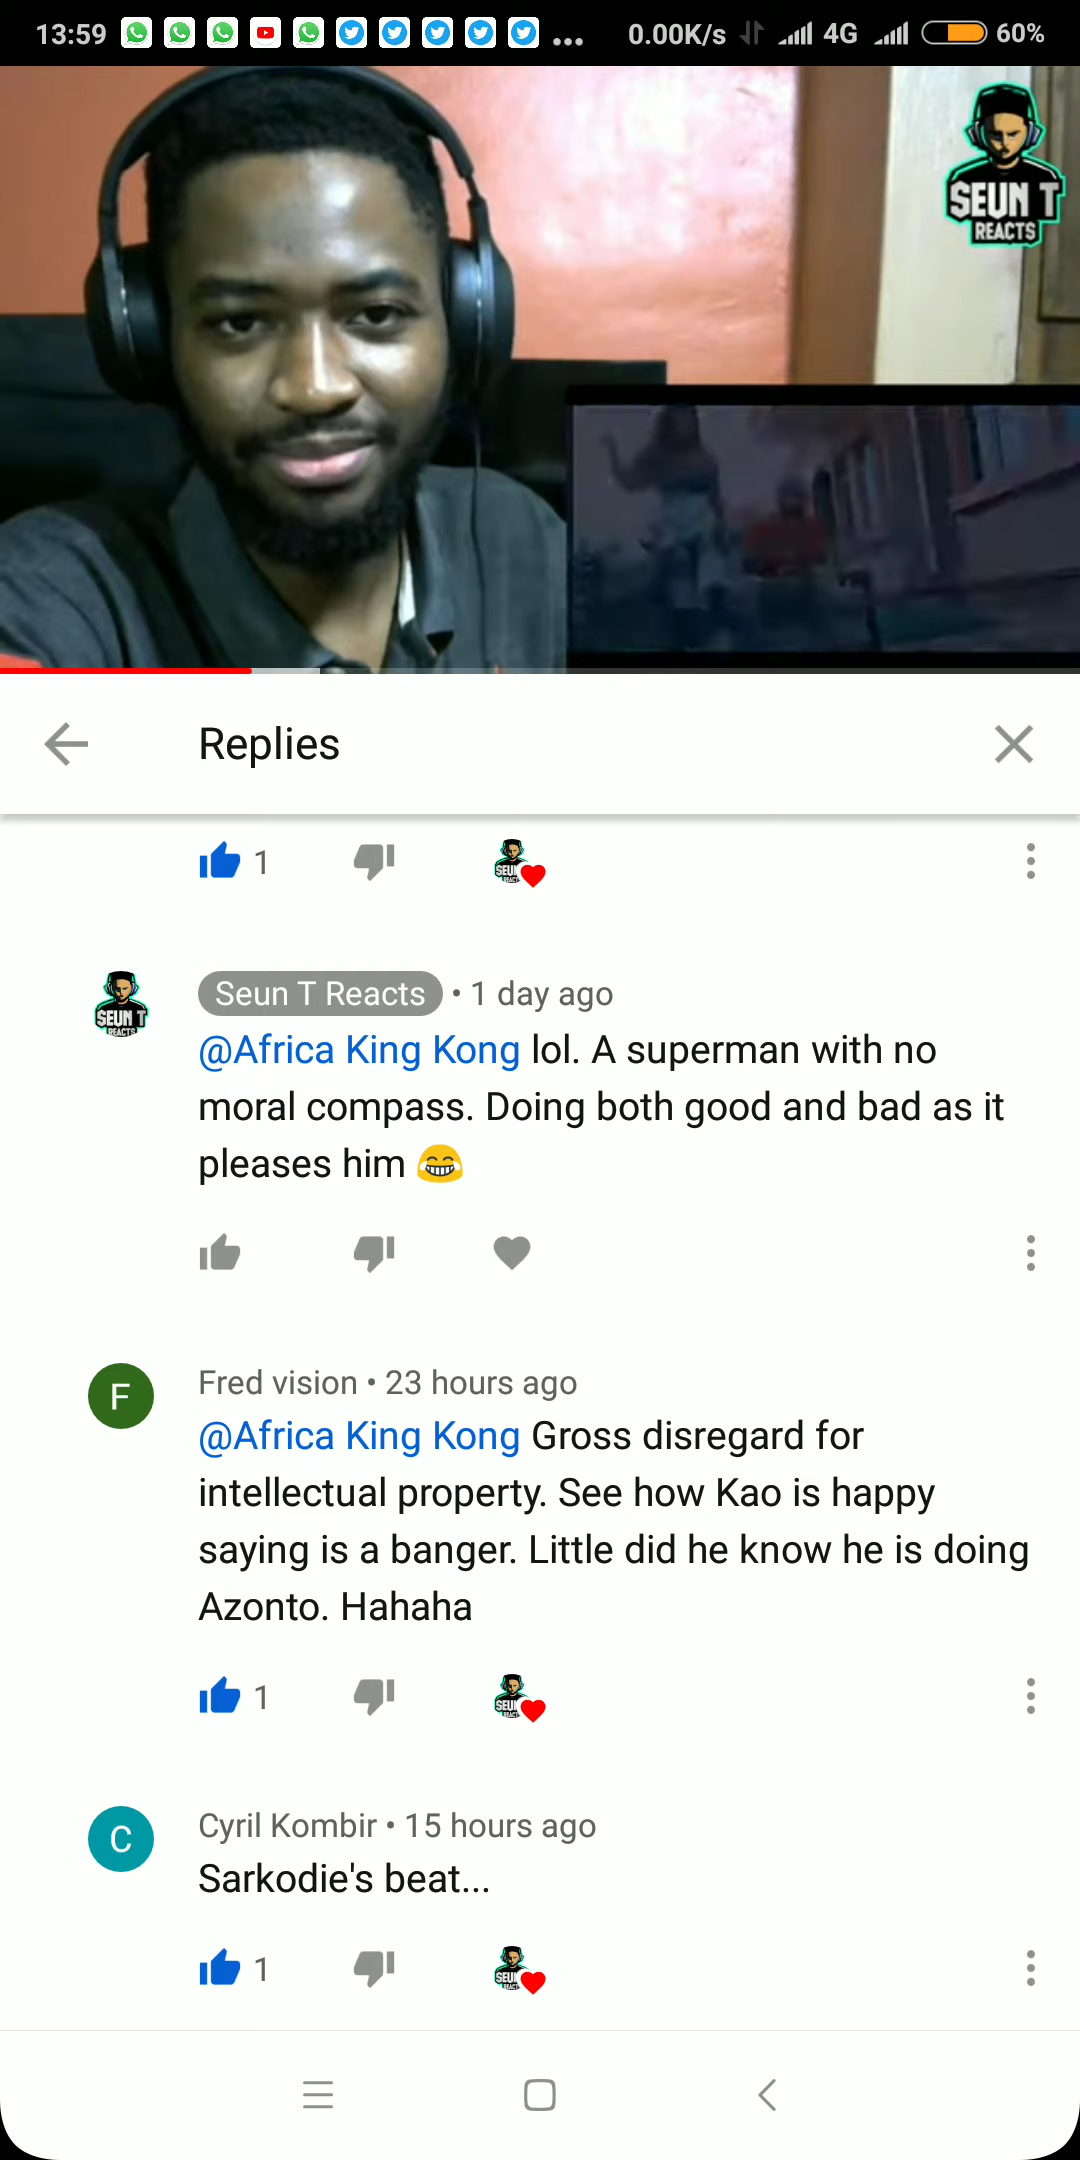 13:59 ... 0.00K/s 4G 60%
SEUN T
REACTS
Replies
1
SEUN T
REACTS
Seun T Reacts • 1 day ago
@Africa King Kong lol. A superman with no
moral compass. Doing both good and bad as it
pleases him 😂
F
Fred vision • 23 hours ago
@Africa King Kong Gross disregard for
intellectual property. See how Kao is happy
saying is a banger. Little did he know he is doing
Azonto. Hahaha
1
C
Cyril Kombir • 15 hours ago
Sarkodie's beat...
1